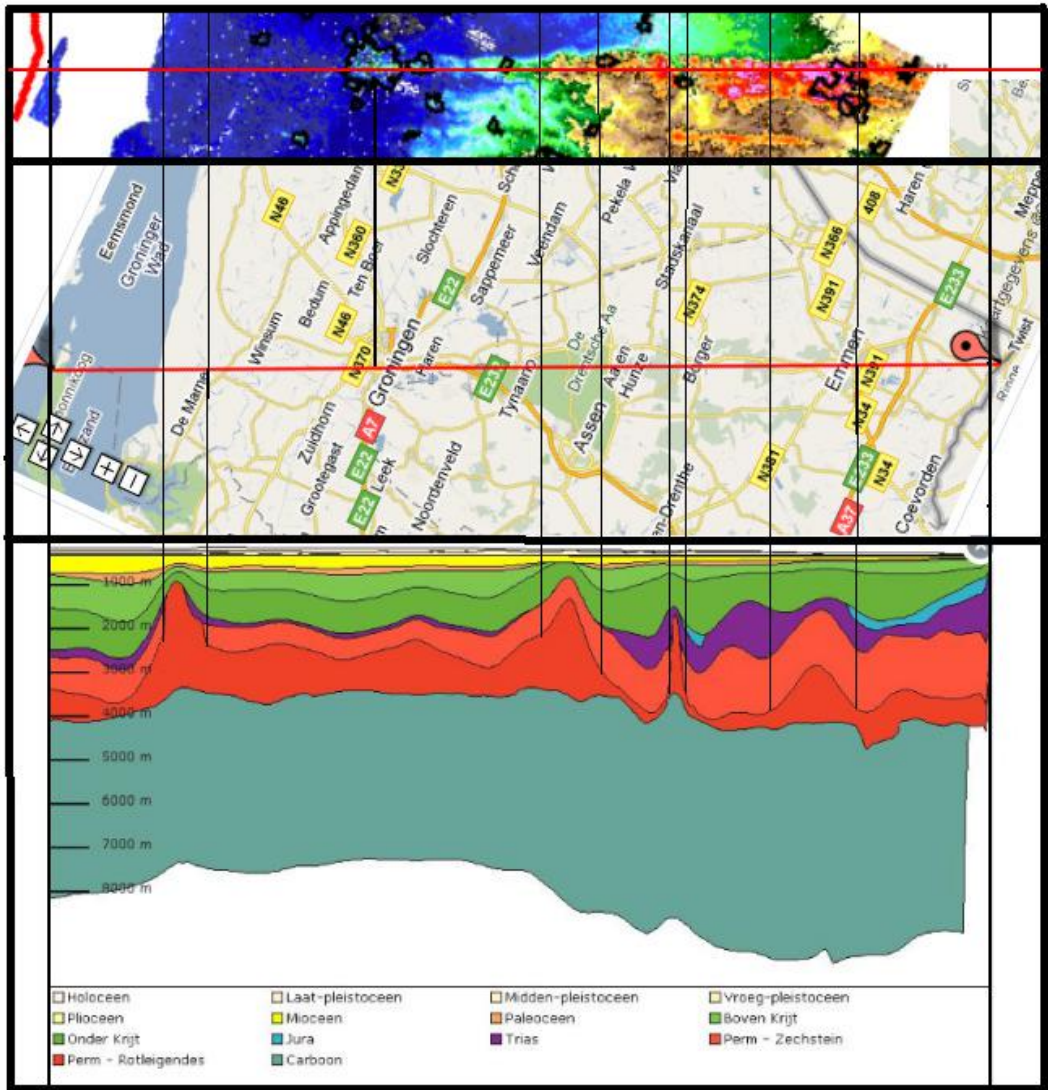 Eemsmond
Groninger
Wad
N46
Appingedam
N360
Ten Boer
Slochteren
Sappemeer
E22
Veendam
Pekela
Stadskanaal
N374
N366
408
Haren
N391
E233
Meppen
Twist
Winsum
Bedum
N46
N370
Groningen
Haren
E233
Tynaarlo
De
Drentsche Aa
Aa en
Hunze
Borger
Emmen
N391
Rinne
De Marne
Zuidhorn
A7
Grootegast
E22
Leek
E22
Noordenveld
Assen
N381
N34
E233
N34
A37
Coevorden
1000 m
2000 m
3000 m
4000 m
5000 m
6000 m
7000 m
8000 m
Holoceen
Laat-pleistoceen
Midden-pleistoceen
Vroeg-pleistoceen
Plioceen
Mioceen
Paleoceen
Boven Krijt
Onder Krijt
Jura
Trias
Perm - Zechstein
Perm - Rotleigendes
Carboon